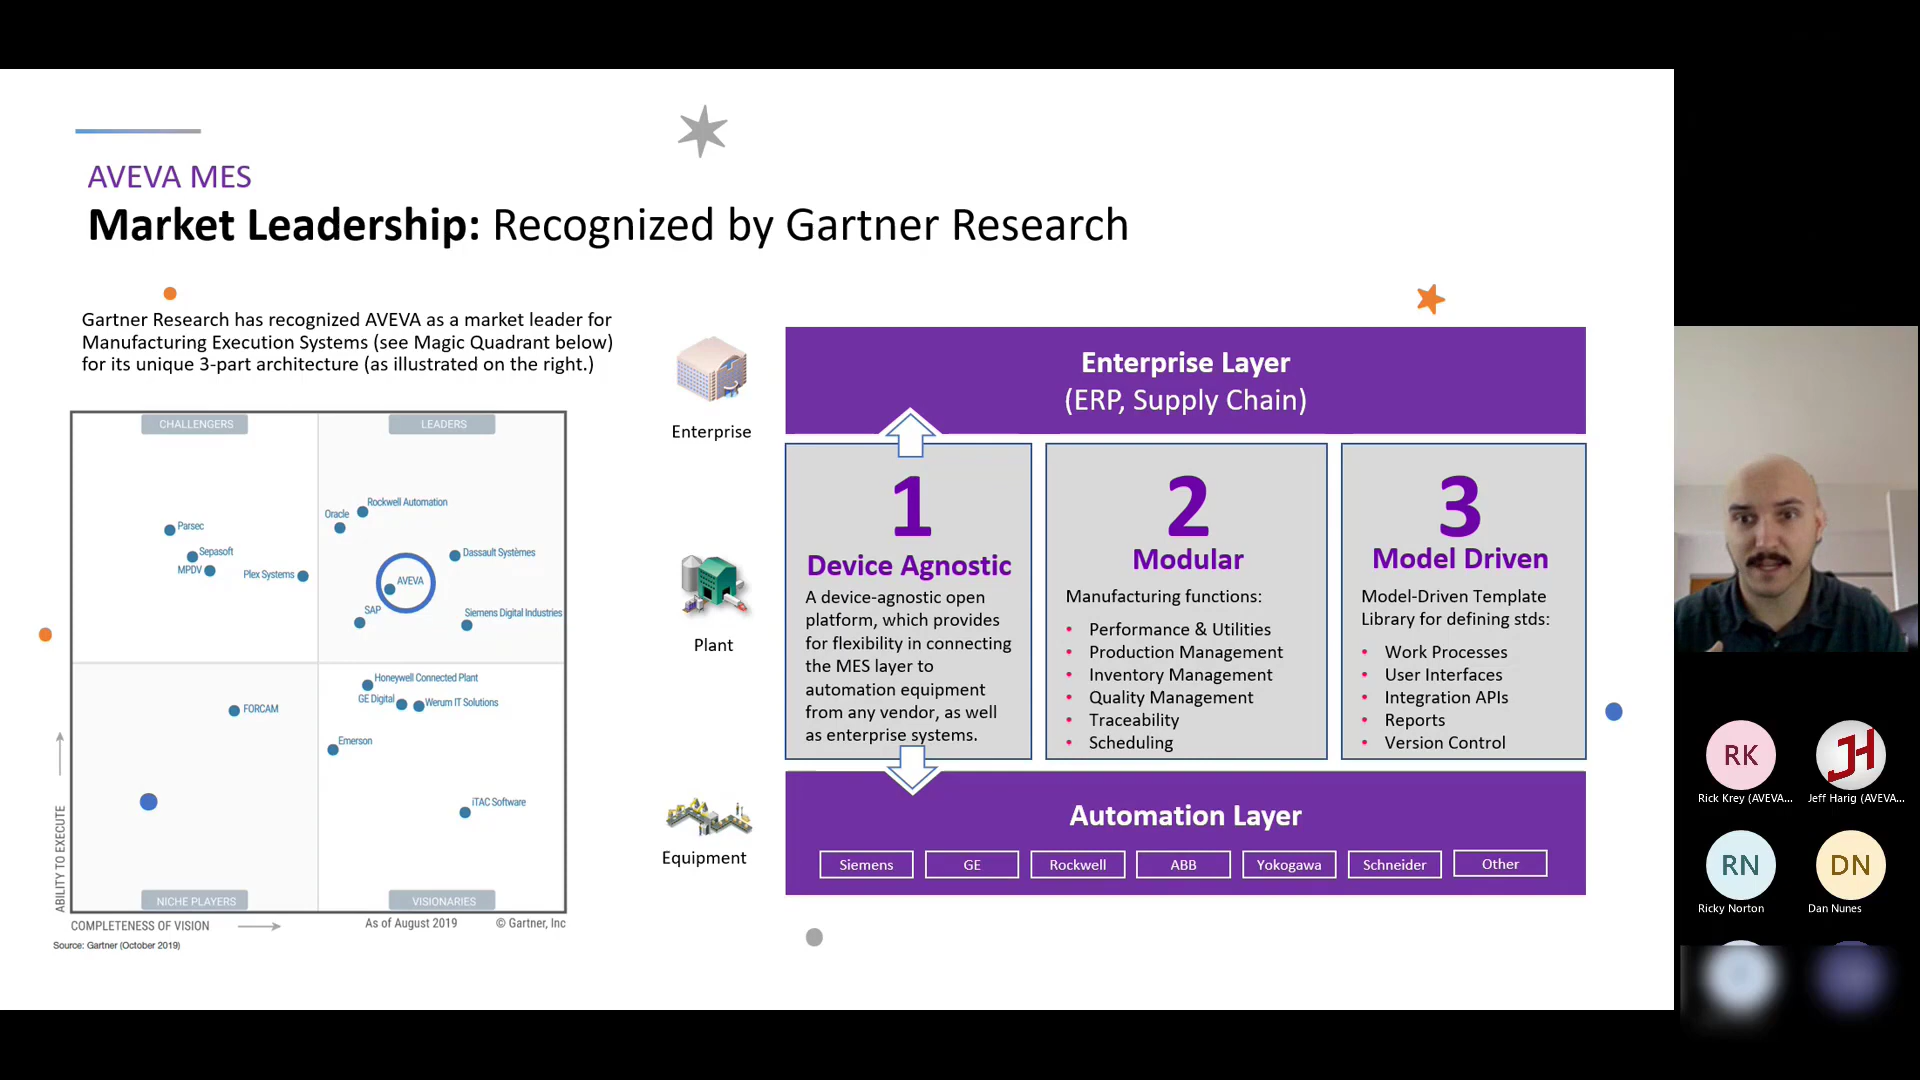 AVEVA MES
Market Leadership: Recognized by Gartner Research
Gartner Research has recognized AVEVA as a market leader for
Manufacturing Execution Systems (see Magic Quadrant below)
for its unique 3-part architecture (as illustrated on the right.)
CHALLENGERS
LEADERS
Rockwell Automation
Oracle
Parsec
Sepasoft
MPDV
Plex Systems
Dassault Systèmes
AVEVA
SAP
Siemens Digital Industries
Honeywell Connected Plant
GE Digital
Werum IT Solutions
FORCAM
Emerson
iTAC Software
NICHE PLAYERS
VISIONARIES
ABILITY TO EXECUTE
COMPLETENESS OF VISION
As of August 2019
© Gartner, Inc
Source: Gartner (October 2019)
Enterprise
Plant
Equipment
Enterprise Layer
(ERP, Supply Chain)
1
Device Agnostic
A device-agnostic open
platform, which provides
for flexibility in connecting
the MES layer to
automation equipment
from any vendor, as well
as enterprise systems.
2
Modular
Manufacturing functions:
• Performance & Utilities
• Production Management
• Inventory Management
• Quality Management
• Traceability
• Scheduling
3
Model Driven
Model-Driven Template
Library for defining stds:
• Work Processes
• User Interfaces
• Integration APIs
• Reports
• Version Control
Automation Layer
Siemens
GE
Rockwell
ABB
Yokogawa
Schneider
Other
RK
Rick Krey (AVEVA...
JH
Jeff Harig (AVEVA...
RN
Ricky Norton
DN
Dan Nunes